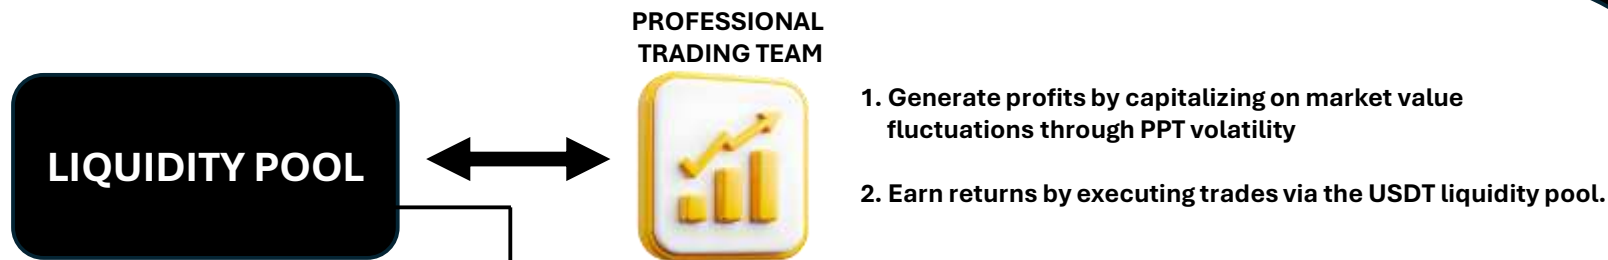 PROFESSIONAL
TRADING TEAM
LIQUIDITY POOL
1. Generate profits by capitalizing on market value
fluctuations through PPT volatility
2. Earn returns by executing trades via the USDT liquidity pool.